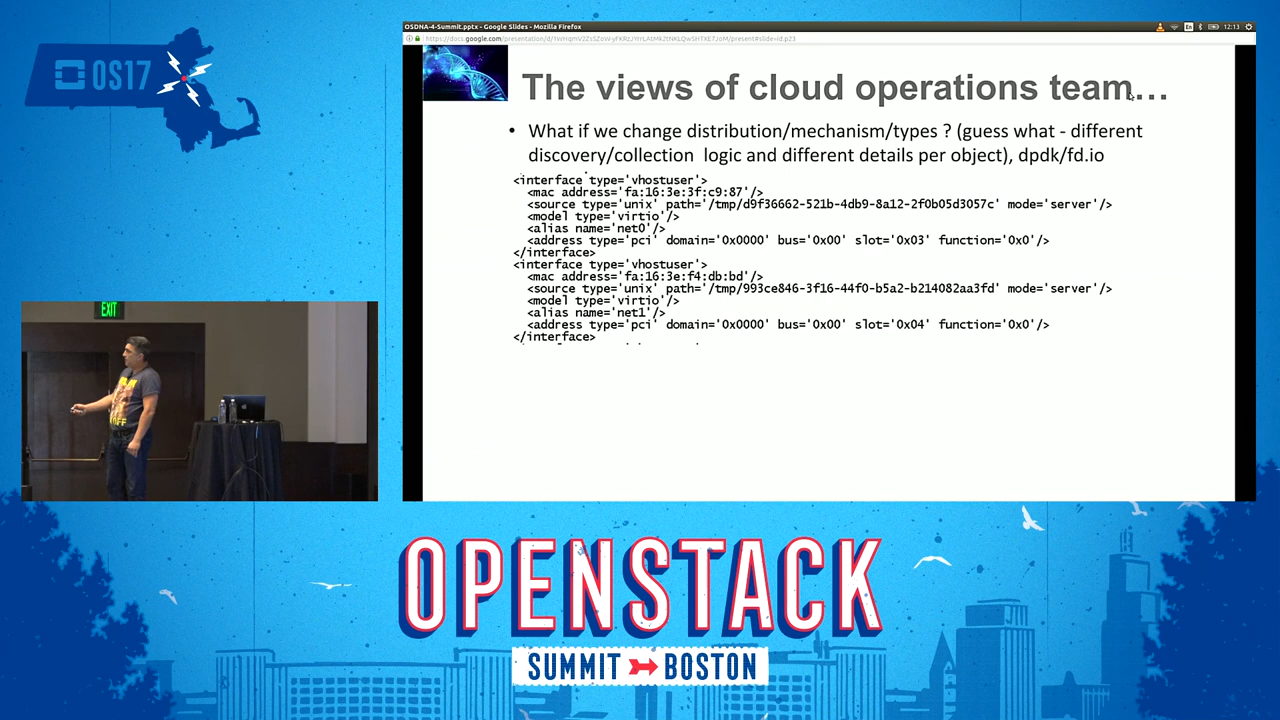 OS17
OSDNA-4-Summit.pptx - Google Slides - Mozilla Firefox
En
12:13
The views of cloud operations team…
• What if we change distribution/mechanism/types ? (guess what - different
discovery/collection logic and different details per object), dpdk/fd.io
<interface type='vhostuser'>
<mac address='fa:16:3e:3f:c9:87'/>
<source type='unix' path='/tmp/d9f36662-521b-4db9-8a12-2f0b05d3057c' mode='server'/>
<model type='virtio'/>
<alias name='net0'/>
<address type='pci' domain='0x0000' bus='0x00' slot='0x03' function='0x0'/>
</interface>
<interface type='vhostuser'>
<mac address='fa:16:3e:f4:db:bd'/>
<source type='unix' path='/tmp/993ce846-3f16-44f0-b5a2-b214082aa3fd' mode='server'/>
<model type='virtio'/>
<alias name='net1'/>
<address type='pci' domain='0x0000' bus='0x00' slot='0x04' function='0x0'/>
</interface>
EXIT
OPENSTACK
SUMMIT BOSTON